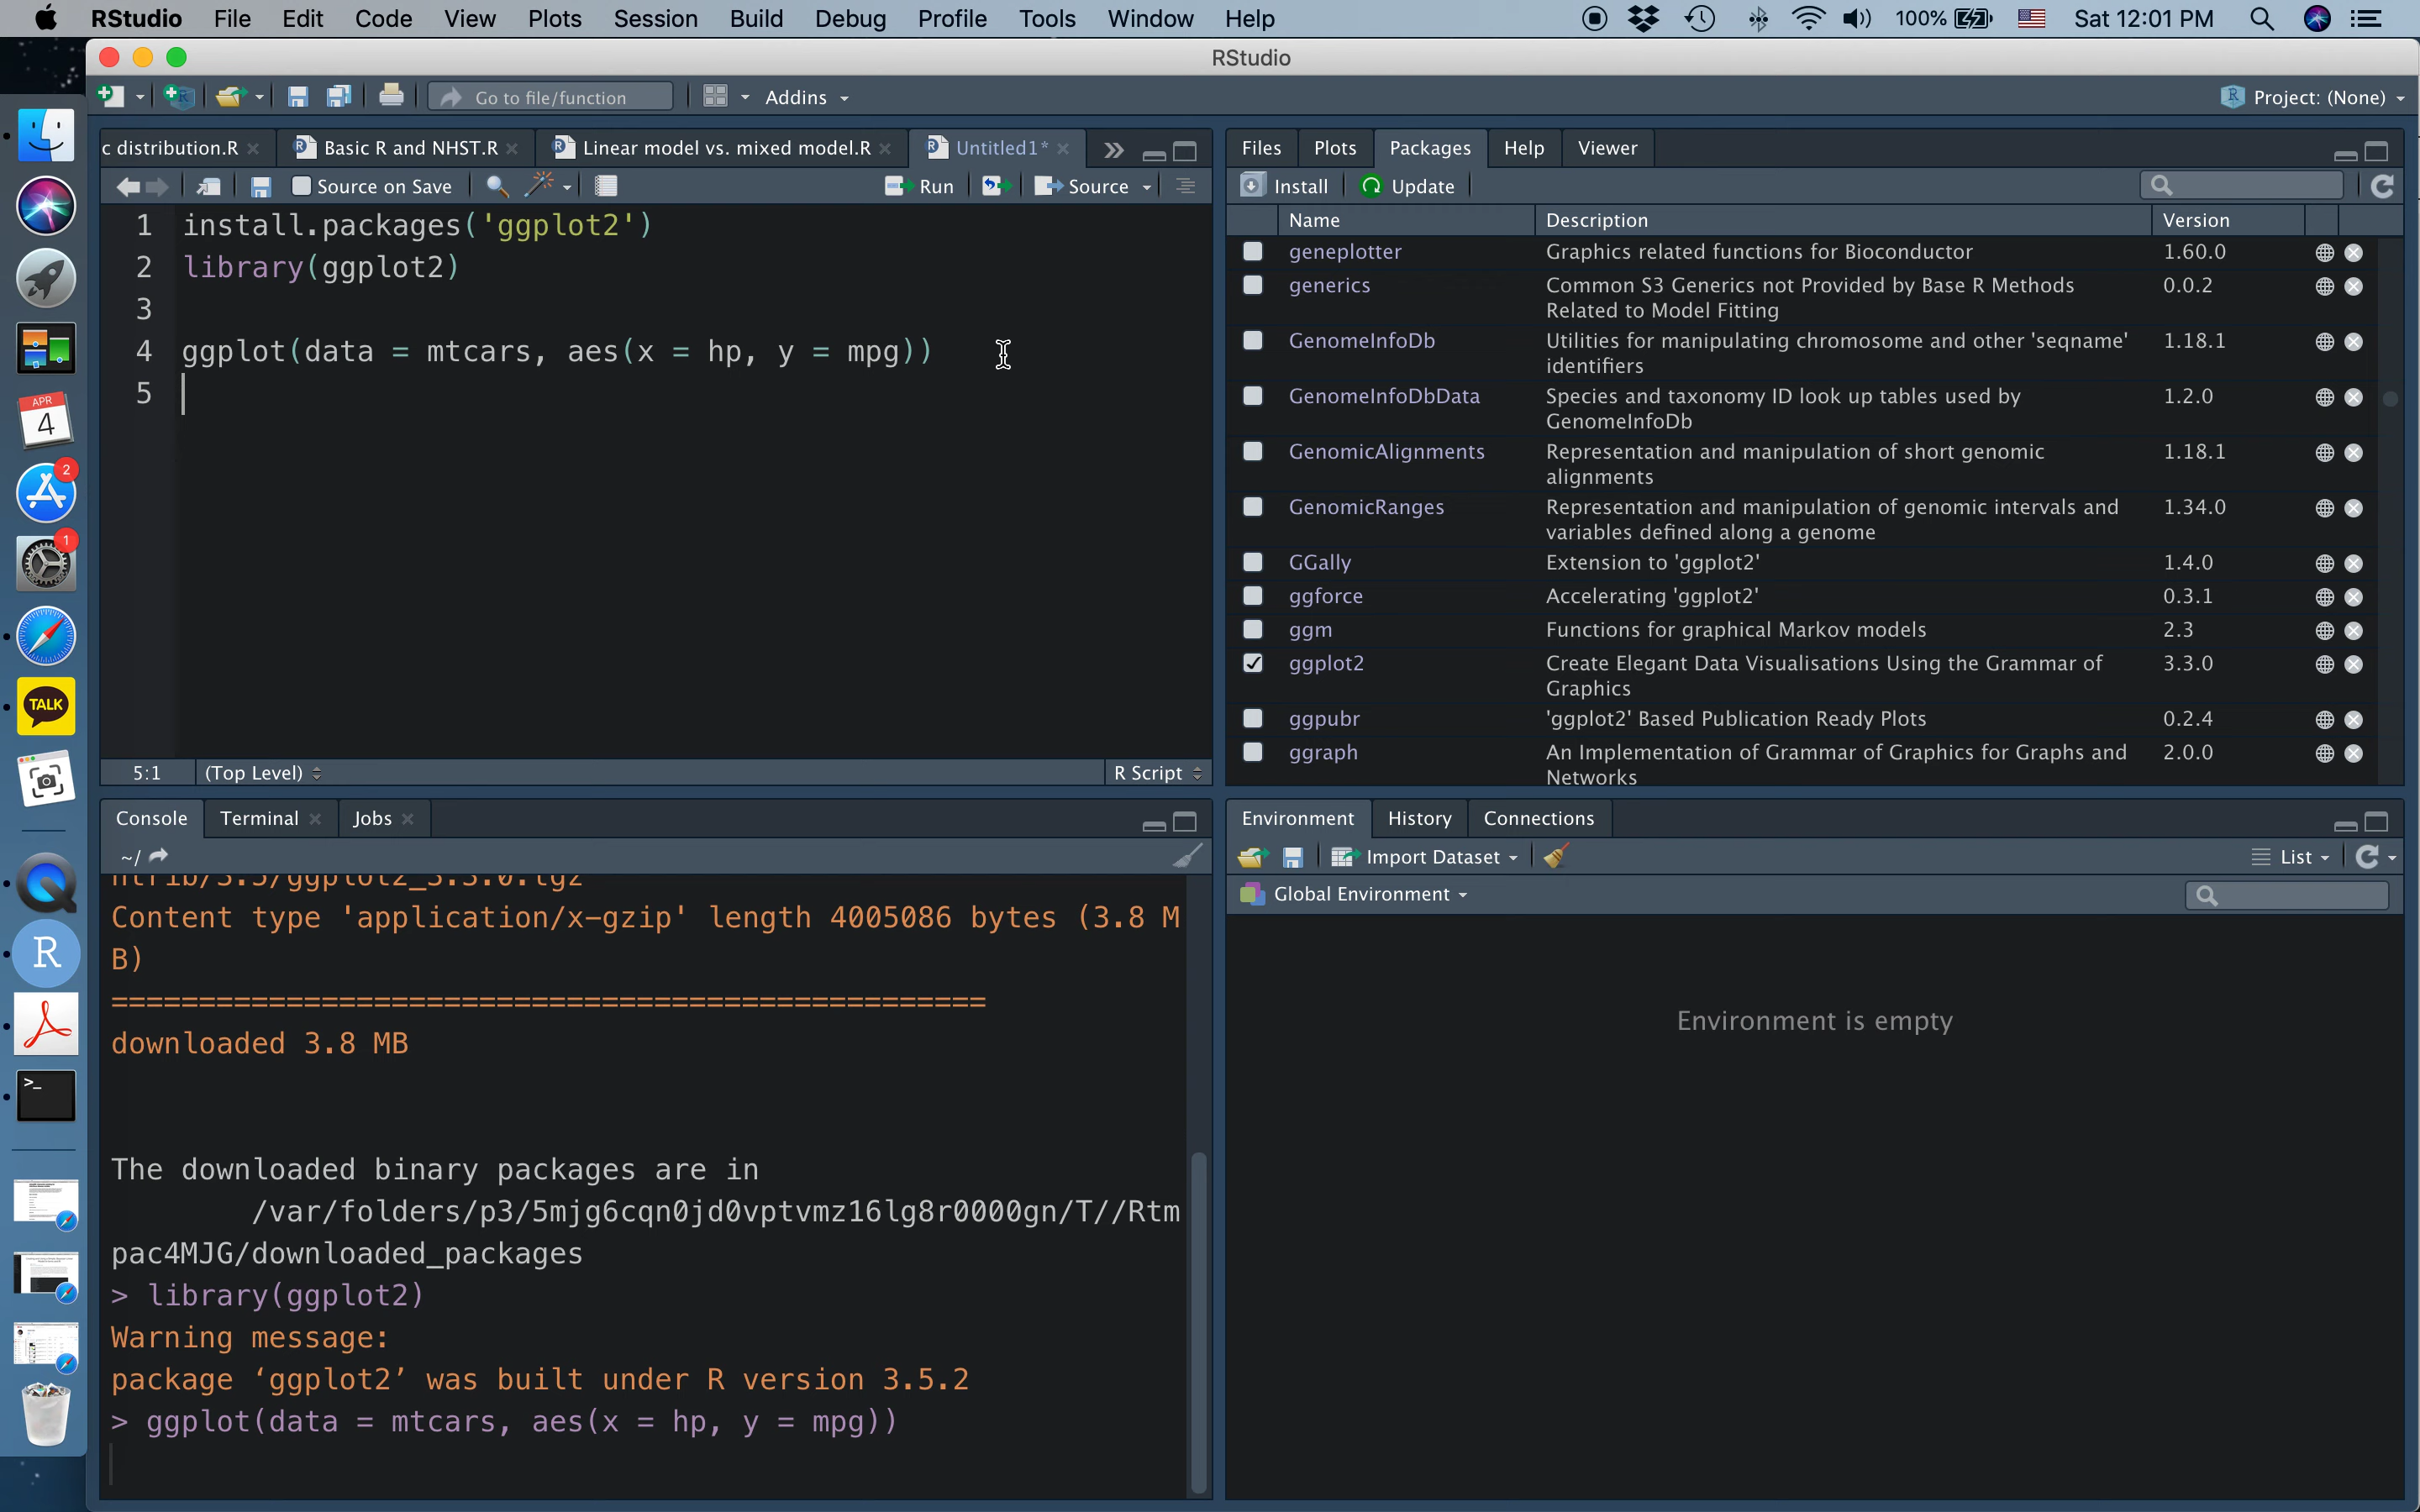 RStudio File Edit Code View Plots Session Build Debug Profile Tools Window Help 100% Sat 12:01 PM
RStudio
Go to file/function Addins Project: (None)
c distribution.R Basic R and NHST.R Linear model vs. mixed model.R Untitled1*
Source on Save Run Source
1 install.packages('ggplot2')
2 library(ggplot2)
3
4 ggplot(data = mtcars, aes(x = hp, y = mpg))
5
5:1 (Top Level) R Script
Files Plots Packages Help Viewer
Install Update
Name Description Version
geneplotter Graphics related functions for Bioconductor 1.60.0
generics Common S3 Generics not Provided by Base R Methods 0.0.2
Related to Model Fitting
GenomeInfoDb Utilities for manipulating chromosome and other 'seqname' 1.18.1
identifiers
GenomeInfoDbData Species and taxonomy ID look up tables used by 1.2.0
GenomeInfoDb
GenomicAlignments Representation and manipulation of short genomic 1.18.1
alignments
GenomicRanges Representation and manipulation of genomic intervals and 1.34.0
variables defined along a genome
GGally Extension to 'ggplot2' 1.4.0
ggforce Accelerating 'ggplot2' 0.3.1
ggm Functions for graphical Markov models 2.3
ggplot2 Create Elegant Data Visualisations Using the Grammar of 3.3.0
Graphics
ggpubr 'ggplot2' Based Publication Ready Plots 0.2.4
ggraph An Implementation of Grammar of Graphics for Graphs and 2.0.0
Networks
Console Terminal Jobs
~/
ntrib/3.5/ggplot2_3.3.0.tgz'
Content type 'application/x-gzip' length 4005086 bytes (3.8 M
B)
==================================================
downloaded 3.8 MB
The downloaded binary packages are in
/var/folders/p3/5mjg6cqn0jd0vptvmz16lg8r0000gn/T//Rtm
pac4MJG/downloaded_packages
> library(ggplot2)
Warning message:
package ‘ggplot2’ was built under R version 3.5.2
> ggplot(data = mtcars, aes(x = hp, y = mpg))
Environment History Connections
Import Dataset List
Global Environment
Environment is empty
APR
4
2
1
TALK
R
>_